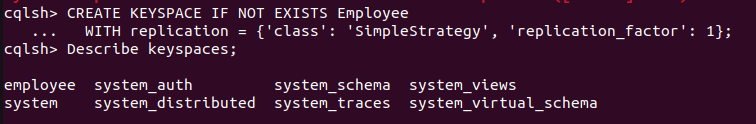 cqlsh> CREATE KEYSPACE IF NOT EXISTS Employee
   ...   WITH replication = {'class': 'SimpleStrategy', 'replication_factor': 1};
cqlsh> Describe keyspaces;

employee  system_auth         system_schema  system_views
system    system_distributed  system_traces  system_virtual_schema